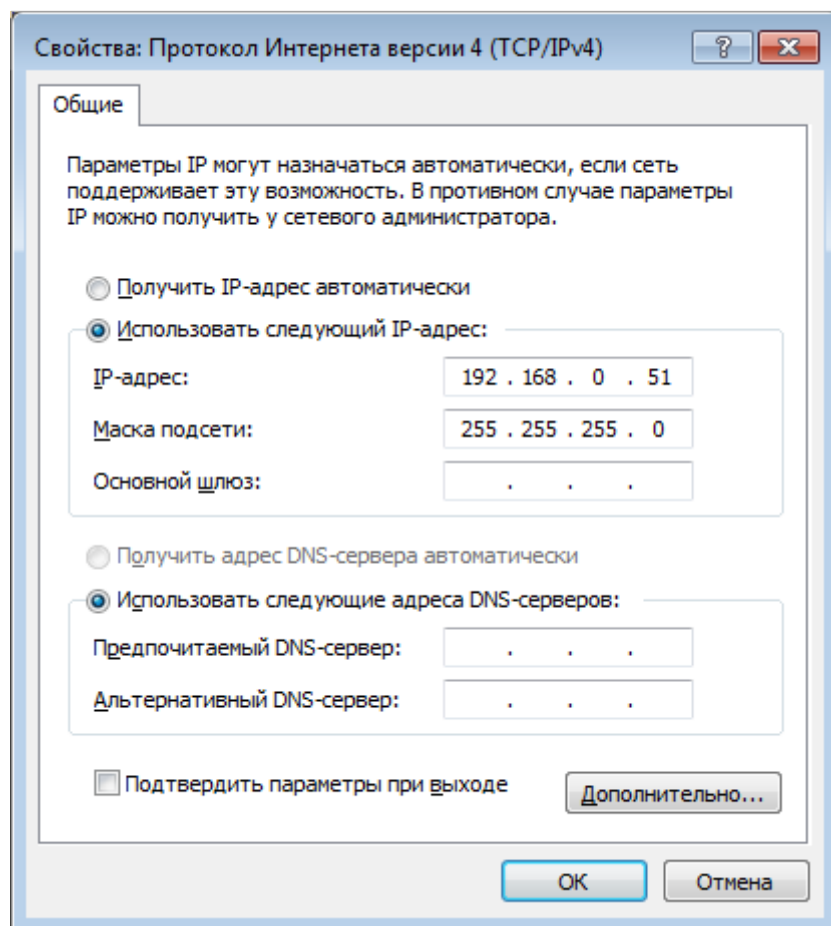 Свойства: Протокол Интернета версии 4 (TCP/IPv4)
?
Общие
Параметры IP могут назначаться автоматически, если сеть
поддерживает эту возможность. В противном случае параметры
IP можно получить у сетевого администратора.
Получить IP-адрес автоматически
Использовать следующий IP-адрес:
IP-адрес: 192 . 168 . 0 . 51
Маска подсети: 255 . 255 . 255 . 0
Основной шлюз: . . .
Получить адрес DNS-сервера автоматически
Использовать следующие адреса DNS-серверов:
Предпочитаемый DNS-сервер: . . .
Альтернативный DNS-сервер: . . .
Подтвердить параметры при выходе
Дополнительно...
ОК Отмена